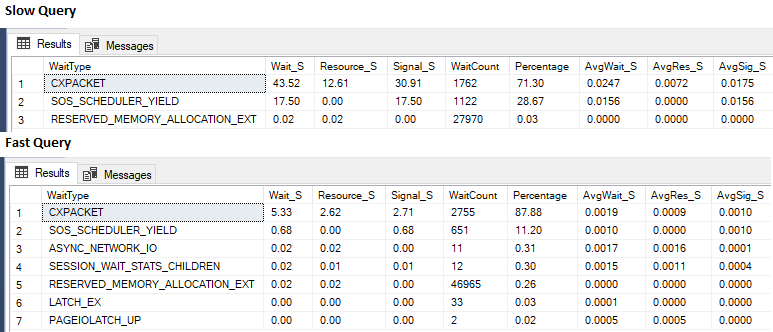 Slow Query
Results Messages
WaitType Wait_S Resource_S Signal_S WaitCount Percentage AvgWait_S AvgRes_S AvgSig_S
1 CXPACKET 43.52 12.61 30.91 1762 71.30 0.0247 0.0072 0.0175
2 SOS_SCHEDULER_YIELD 17.50 0.00 17.50 1122 28.67 0.0156 0.0000 0.0156
3 RESERVED_MEMORY_ALLOCATION_EXT 0.02 0.02 0.00 27970 0.03 0.0000 0.0000 0.0000
Fast Query
Results Messages
WaitType Wait_S Resource_S Signal_S WaitCount Percentage AvgWait_S AvgRes_S AvgSig_S
1 CXPACKET 5.33 2.62 2.71 2755 87.88 0.0019 0.0009 0.0010
2 SOS_SCHEDULER_YIELD 0.68 0.00 0.68 651 11.20 0.0010 0.0000 0.0010
3 ASYNC_NETWORK_IO 0.02 0.02 0.00 11 0.31 0.0017 0.0016 0.0001
4 SESSION_WAIT_STATS_CHILDREN 0.02 0.01 0.01 12 0.30 0.0015 0.0011 0.0004
5 RESERVED_MEMORY_ALLOCATION_EXT 0.02 0.02 0.00 46965 0.26 0.0000 0.0000 0.0000
6 LATCH_EX 0.00 0.00 0.00 33 0.03 0.0001 0.0000 0.0000
7 PAGEIOLATCH_UP 0.00 0.00 0.00 2 0.02 0.0005 0.0005 0.0000